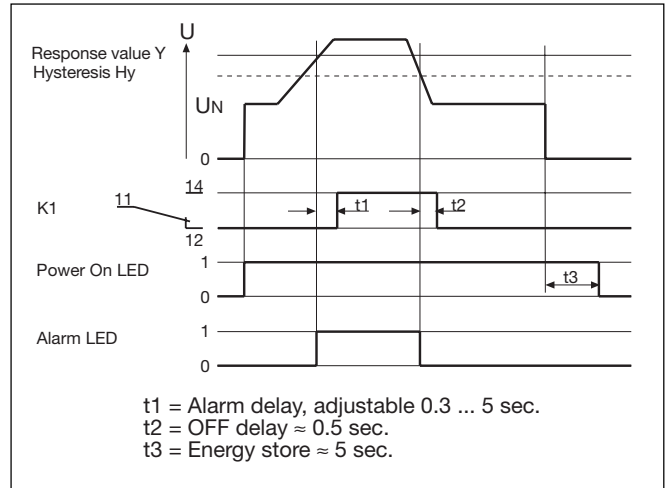 U
Response value Y
Hysteresis Hy
UN
0
14
K1 11 t1 t2
12
Power On LED 1
0 t3
Alarm LED 1
0
t1 = Alarm delay, adjustable 0.3 ... 5 sec.
t2 = OFF delay ≈ 0.5 sec.
t3 = Energy store ≈ 5 sec.